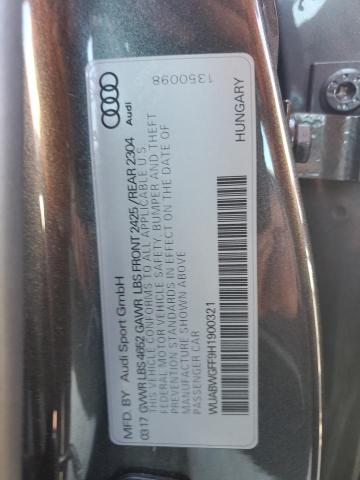 MFD. BY Audi Sport GmbH
03 17 GVWR LBS 4852 GAWR LBS FRONT 2425 /REAR 2304
THIS CAR CONFORMS TO ALL APPLICABLE U.S.
FEDERAL MOTOR VEHICLE SAFETY, BUMPER AND THEFT
PREVENTION STANDARDS IN EFFECT ON THE DATE OF
MANUFACTURE SHOWN ABOVE
PASSENGER CAR
WUABWGFF9H1900321
Audi
1350098
HUNGARY